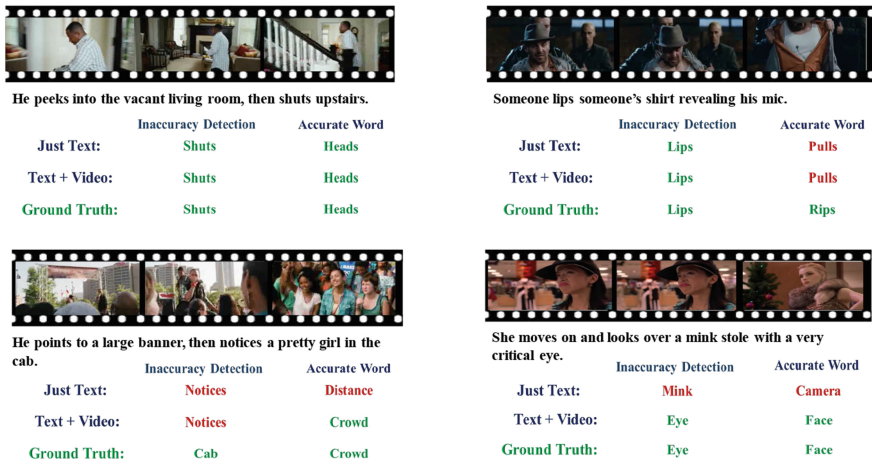 He peeks into the vacant living room, then shuts upstairs.
Inaccuracy Detection Accurate Word
Just Text: Shuts Heads
Text + Video: Shuts Heads
Ground Truth: Shuts Heads
Someone lips someone's shirt revealing his mic.
Inaccuracy Detection Accurate Word
Just Text: Lips Pulls
Text + Video: Lips Pulls
Ground Truth: Lips Rips
He points to a large banner, then notices a pretty girl in the
cab.
Inaccuracy Detection Accurate Word
Just Text: Notices Distance
Text + Video: Notices Crowd
Ground Truth: Cab Crowd
She moves on and looks over a mink stole with a very
critical eye.
Inaccuracy Detection Accurate Word
Just Text: Mink Camera
Text + Video: Eye Face
Ground Truth: Eye Face